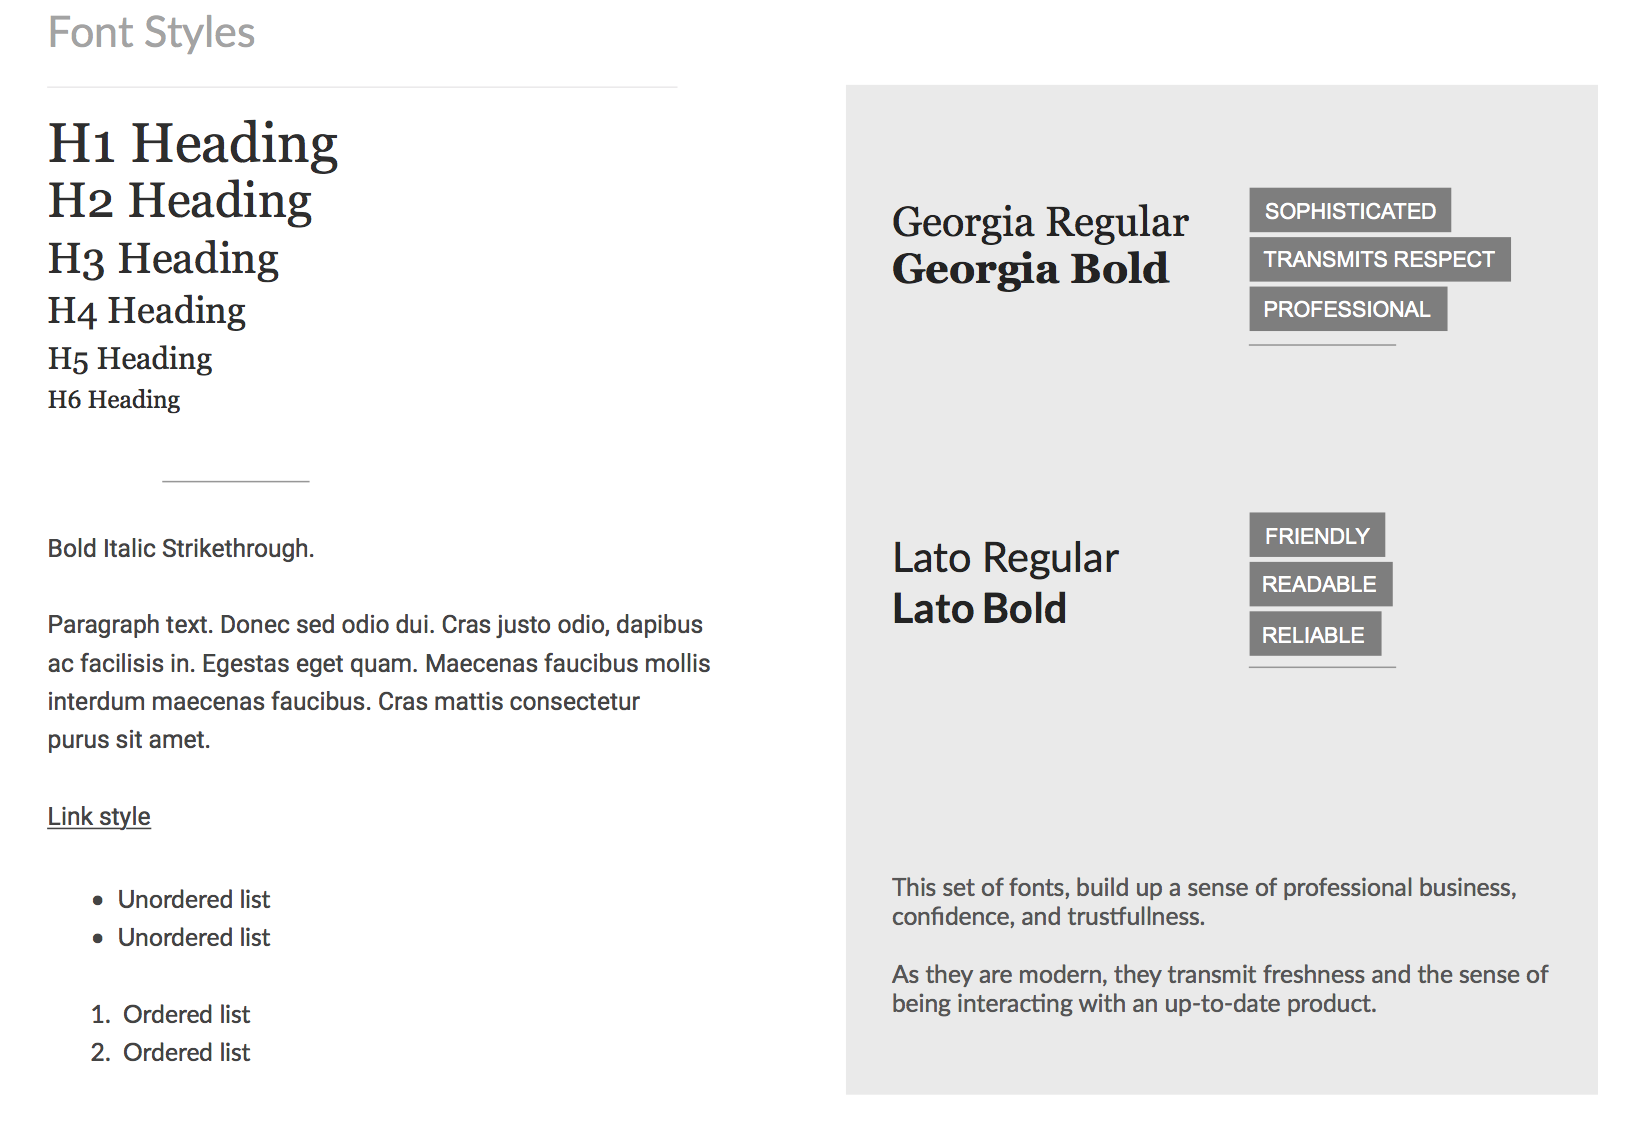 Font Styles
H1 Heading
H2 Heading
H3 Heading
H4 Heading
H5 Heading
H6 Heading
Bold Italic Strikethrough.
Paragraph text. Donec sed odio dui. Cras justo odio, dapibus
ac facilisis in. Egestas eget quam. Maecenas faucibus mollis
interdum maecenas faucibus. Cras mattis consectetur
purus sit amet.
Link style
• Unordered list
• Unordered list
1. Ordered list
2. Ordered list
Georgia Regular
Georgia Bold
SOPHISTICATED
TRANSMITS RESPECT
PROFESSIONAL
Lato Regular
Lato Bold
FRIENDLY
READABLE
RELIABLE
This set of fonts, build up a sense of professional business,
confidence, and trustfullness.
As they are modern, they transmit freshness and the sense of
being interacting with an up-to-date product.